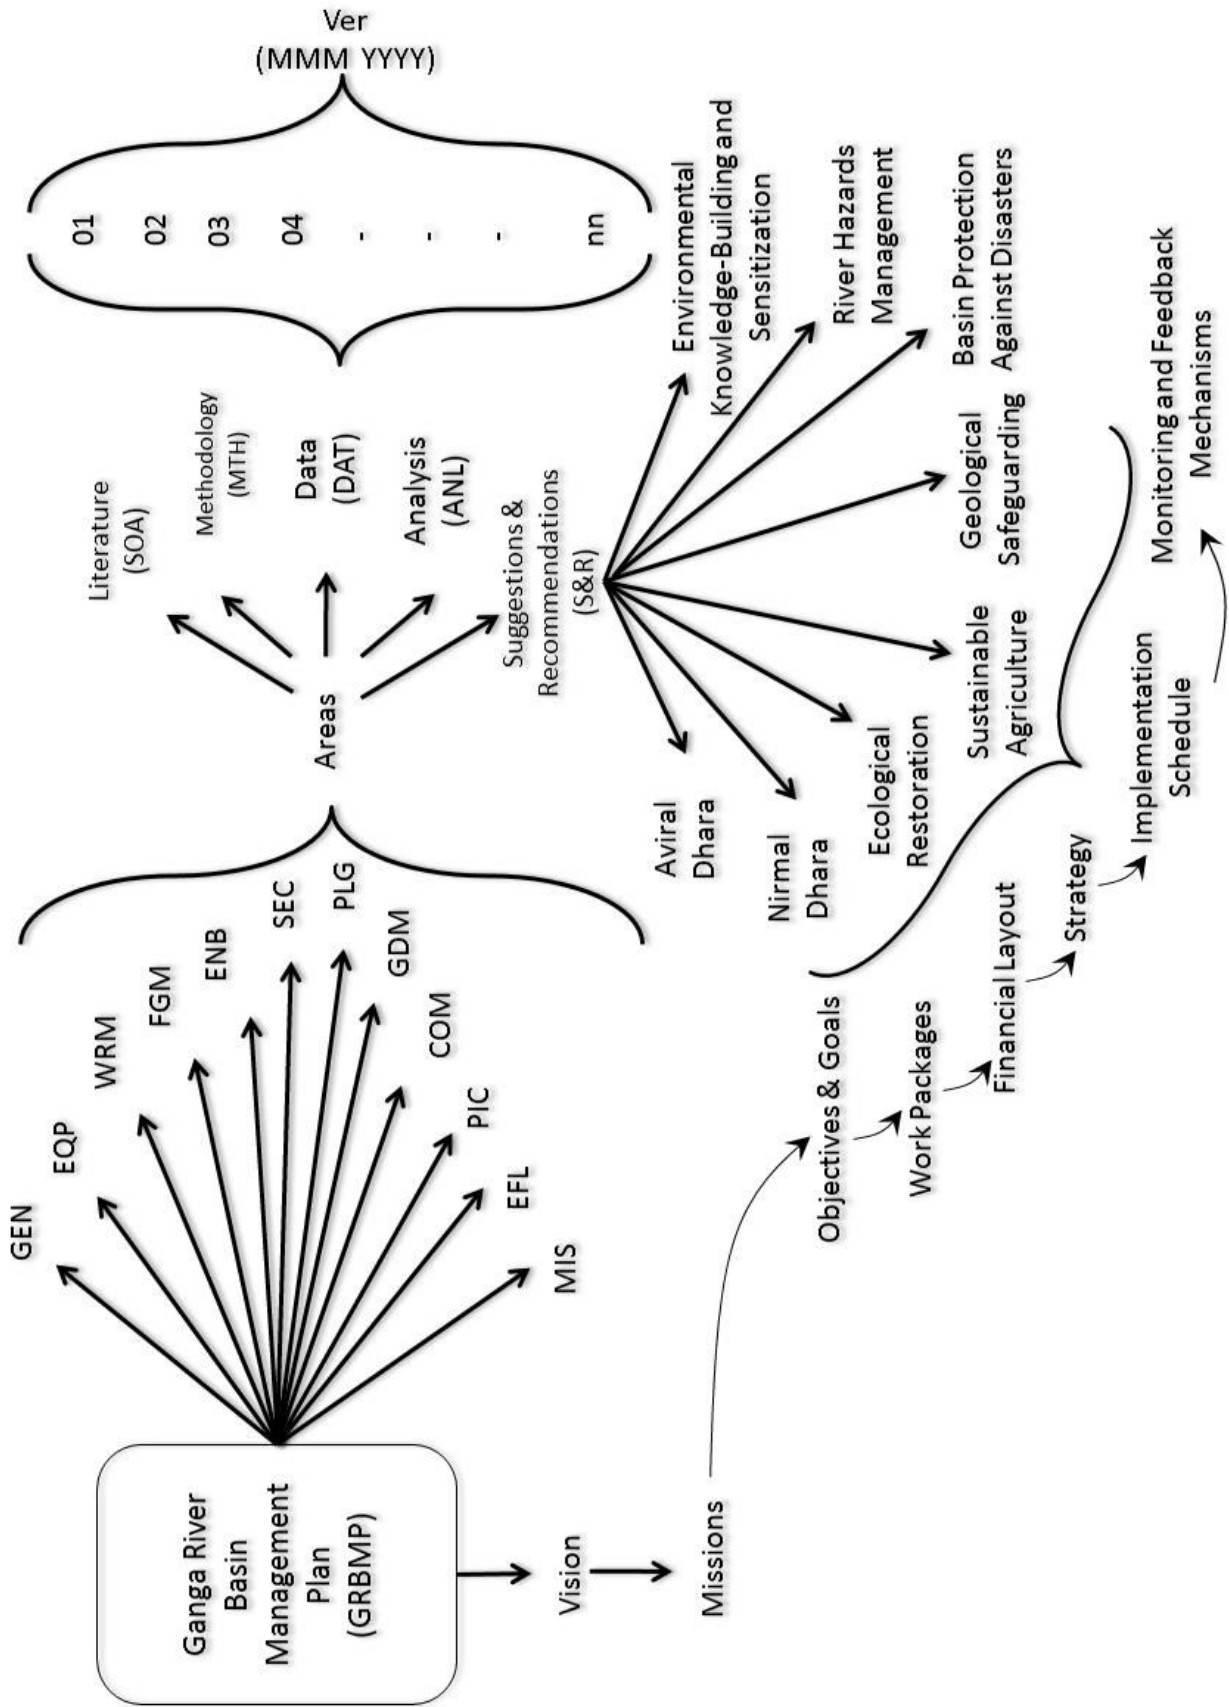 Ganga River
Basin
Management
Plan
(GRBMP)
GEN
EQP
WRM
FGM
ENB
SEC
PLG
GDM
COM
PIC
EFL
MIS
Areas
Literature
(SOA)
Methodology
(MTH)
Data
(DAT)
Analysis
(ANL)
Suggestions &
Recommendations
(S&R)
01
02
03
04
-
-
-
nn
Ver
(MMM YYYY)
Aviral
Dhara
Nirmal
Dhara
Ecological
Restoration
Sustainable
Agriculture
Geological
Safeguarding
Basin Protection
Against Disasters
River Hazards
Management
Environmental
Knowledge-Building and
Sensitization
Vision
Missions
Objectives & Goals
Work Packages
Financial Layout
Strategy
Implementation
Schedule
Monitoring and Feedback
Mechanisms